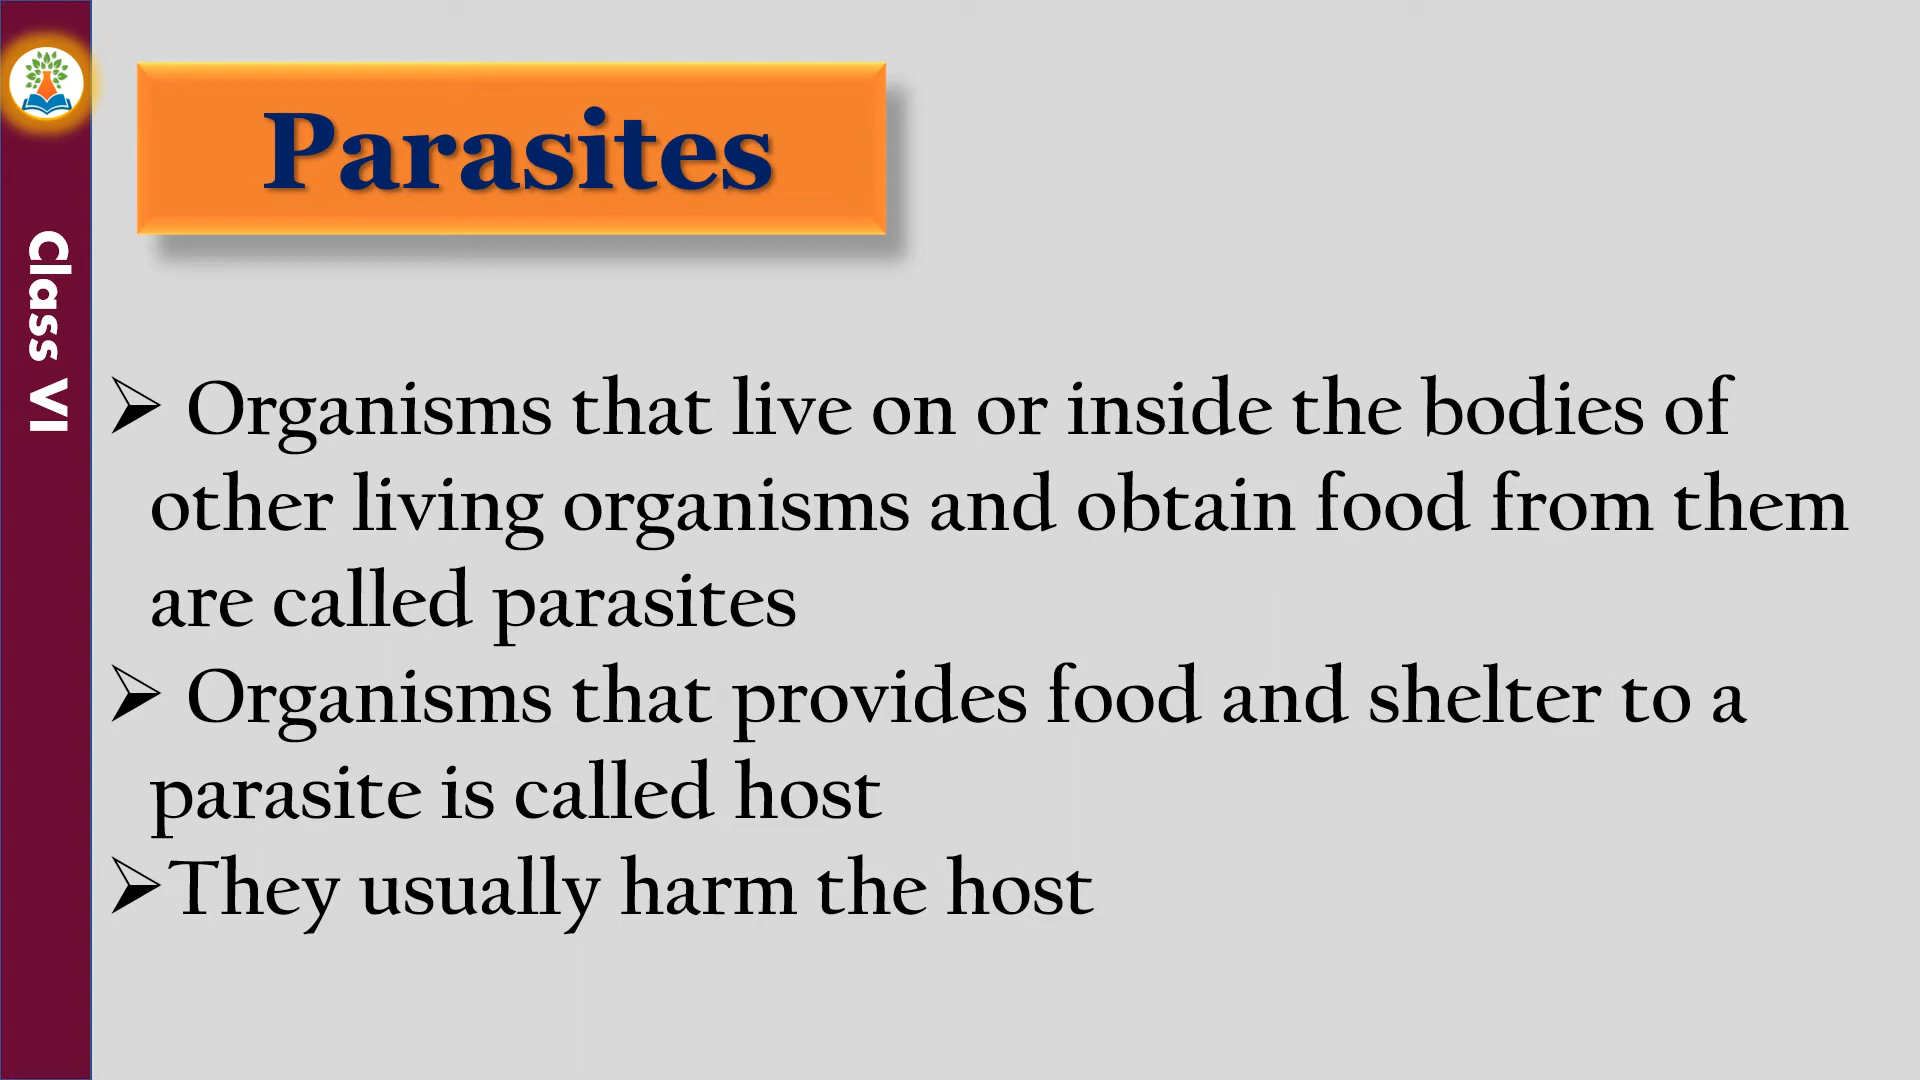 Class VI
Parasites
➢ Organisms that live on or inside the bodies of
other living organisms and obtain food from them
are called parasites
➢ Organisms that provides food and shelter to a
parasite is called host
➢They usually harm the host